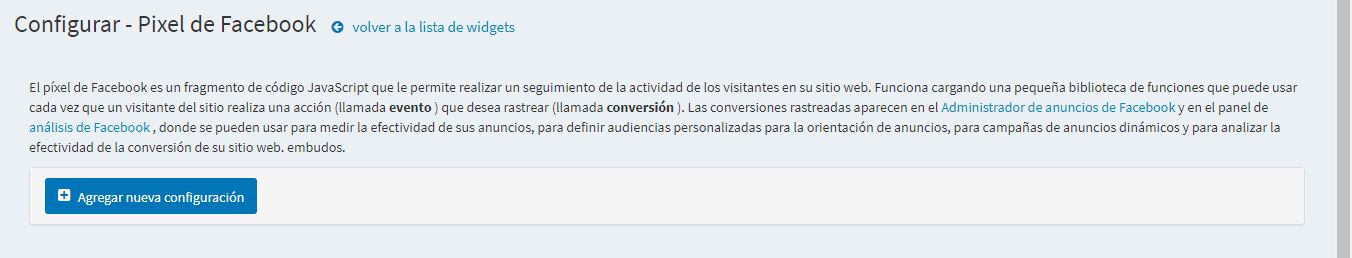 Configurar - Pixel de Facebook volver a la lista de widgets
El píxel de Facebook es un fragmento de código JavaScript que le permite realizar un seguimiento de la actividad de los visitantes en su sitio web. Funciona cargando una pequeña biblioteca de funciones que puede usar
cada vez que un visitante del sitio realiza una acción (llamada evento ) que desea rastrear (llamada conversión ). Las conversiones rastreadas aparecen en el Administrador de anuncios de Facebook y en el panel de
análisis de Facebook , donde se pueden usar para medir la efectividad de sus anuncios, para definir audiencias personalizadas para la orientación de anuncios, para campañas de anuncios dinámicos y para analizar la
efectividad de la conversión de su sitio web. embudos.
Agregar nueva configuración